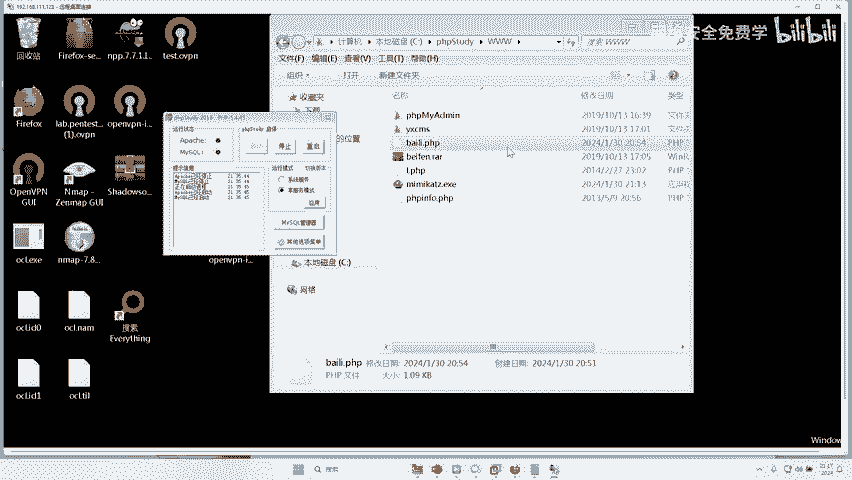 192.168.111.128 - 远程桌面连接
安全免费学 bilibili
回收站
Firefox-se...
npp.7.7.1.1...
test.ovpn
Firefox
lab.pentest... (1).ovpn
openvpn-i...
OpenVPN GUI
Nmap - Zenmap GUI
Shadowso...
ocl.exe
nmap-7.8...
openvpn-i...
ocl.id0
ocl.nam
搜索 Everything
ocl.id1
ocl.til
运行状态
Apache:
MySQL:
phpStudy 启停
停止
重启
提示信息
运行模式
切换版本
系统服务
非服务模式
应用
MySQL管理器
其他选项菜单
计算机 ▸ 本地磁盘 (C:) ▸ phpStudy ▸ WWW ▸
搜索 WWW
文件(F) 编辑(E) 查看(V) 工具(T) 帮助(H)
组织
打开
新建文件夹
收藏夹
下载
的位置
本地磁盘 (C:)
网络
名称
修改日期
类型
phpMyAdmin 2019/10/13 16:39 文件夹
yxcms 2019/10/13 17:01 文件夹
baili.php 2024/1/30 20:54 PHP
beifen.rar 2019/10/13 17:05 WinR
l.php 2014/2/27 23:02 PHP
mimikatz.exe 2024/1/30 21:13 应用程
phpinfo.php 2013/5/9 20:56 PHP
baili.php 修改日期: 2024/1/30 20:54 创建日期: 2024/1/30 20:51
PHP 文件 大小: 1.09 KB
Window
搜索